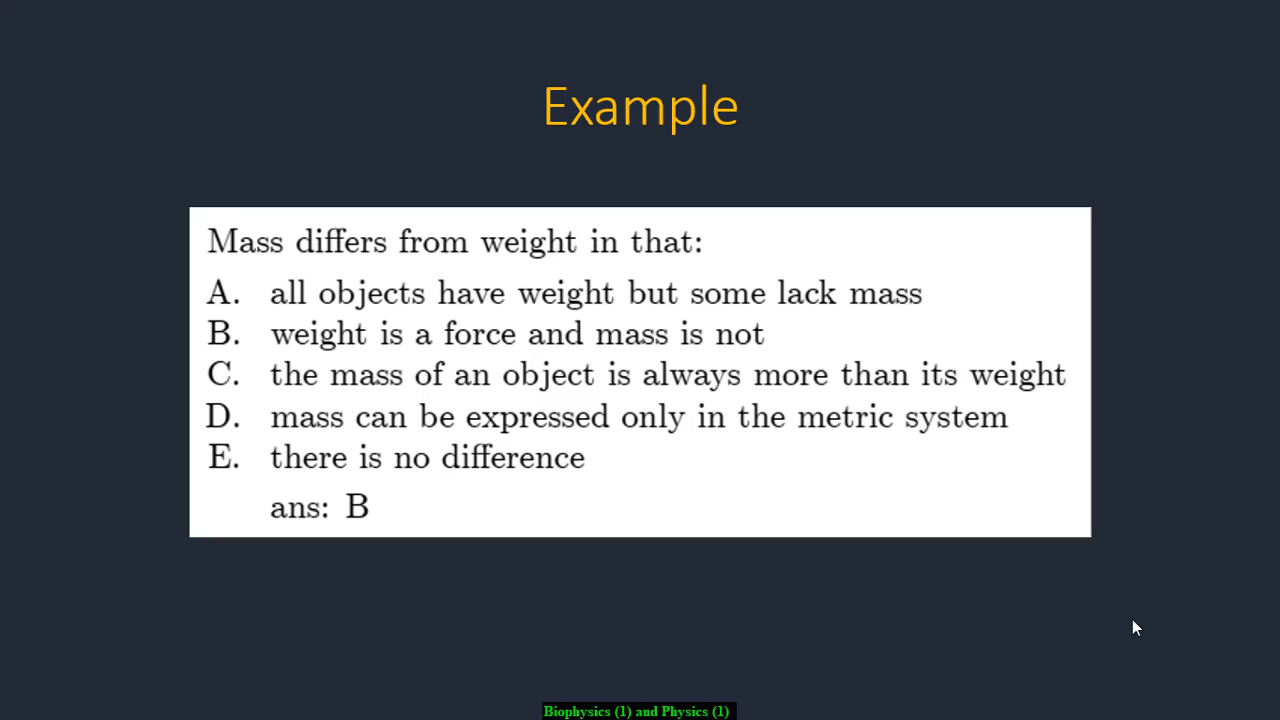 Example
Mass differs from weight in that:
A. all objects have weight but some lack mass
B. weight is a force and mass is not
C. the mass of an object is always more than its weight
D. mass can be expressed only in the metric system
E. there is no difference
ans: B
Biophysics (1) and Physics (1)